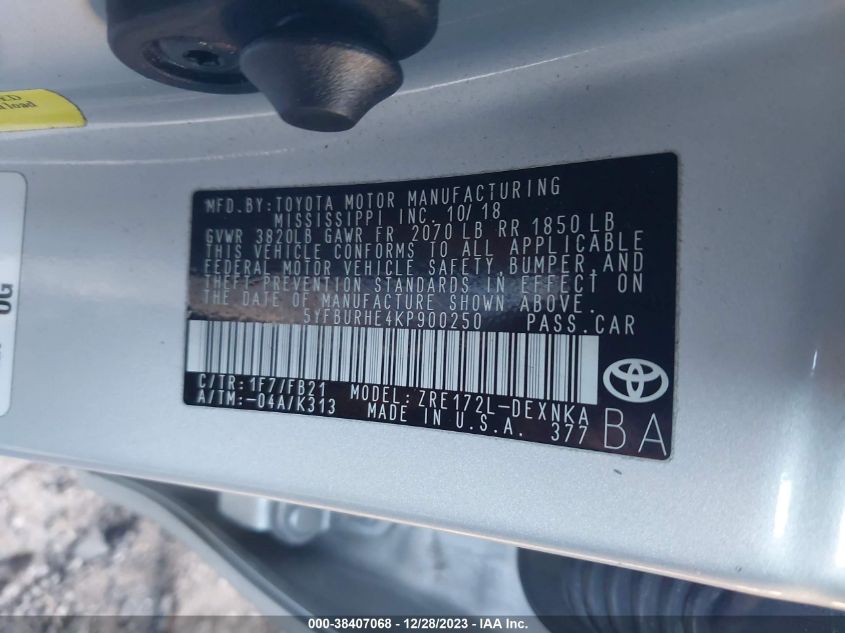 ED
load
OG
MFD. BY: TOYOTA MOTOR MANUFACTURING
MISSISSIPPI INC. 10/18
GVWR 3820LB GAWR FR 2070 LB RR 1850 LB
THIS VEHICLE CONFORMS TO ALL APPLICABLE
FEDERAL MOTOR VEHICLE SAFETY, BUMPER, AND
THEFT PREVENTION STANDARDS IN EFFECT ON
THE DATE OF MANUFACTURE SHOWN ABOVE.
5YFBURHE4KP900250 PASS. CAR
C/TR: 1F7/FB21 MODEL: ZRE172L-DEXNKA
A/TM: -04A/K313 MADE IN U.S.A. 377 BA
000-38407068 - 12/28/2023 - IAA Inc.